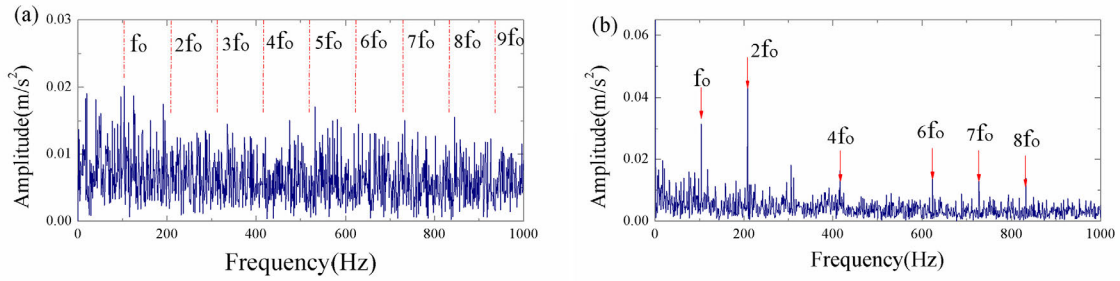 (a)
0.03
0.02
0.01
0.00
Amplitude(m/s²)
fo 2fo 3fo 4fo 5fo 6fo 7fo 8fo 9fo
0 200 400 600 800 1000
Frequency(Hz)
(b)
0.06
0.04
0.02
0.00
Amplitude(m/s²)
2fo
fo
4fo 6fo 7fo 8fo
0 200 400 600 800 1000
Frequency(Hz)